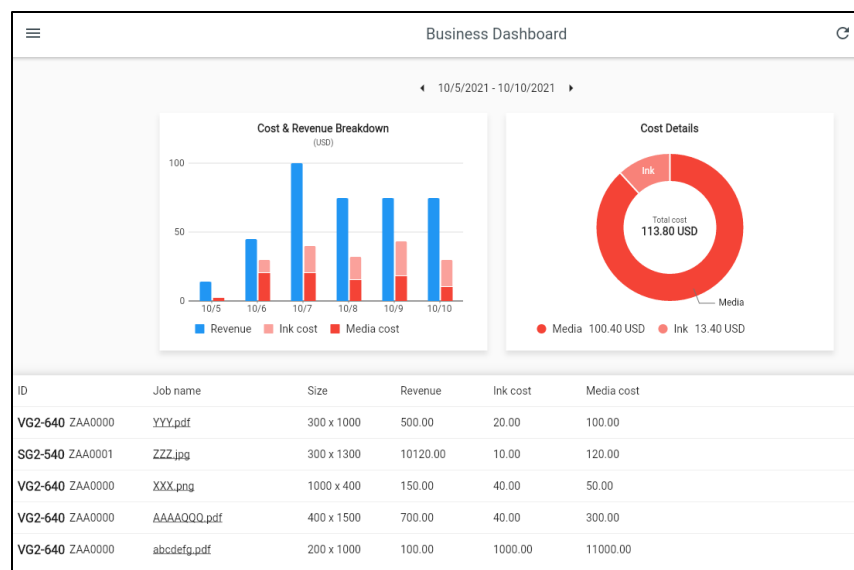 Business Dashboard
10/5/2021 - 10/10/2021
Cost & Revenue Breakdown
(USD)
100
50
0
10/5 10/6 10/7 10/8 10/9 10/10
Revenue Ink cost Media cost
Cost Details
Ink
Total cost
113.80 USD
Media
Media 100.40 USD Ink 13.40 USD
ID Job name Size Revenue Ink cost Media cost
VG2-640 ZAA0000 YYY.pdf 300 x 1000 500.00 20.00 100.00
SG2-540 ZAA0001 ZZZ.jpg 300 x 1300 10120.00 10.00 120.00
VG2-640 ZAA0000 XXX.png 1000 x 400 150.00 40.00 50.00
VG2-640 ZAA0000 AAAAQQQ.pdf 400 x 1500 700.00 40.00 300.00
VG2-640 ZAA0000 abcdefg.pdf 200 x 1000 100.00 1000.00 11000.00